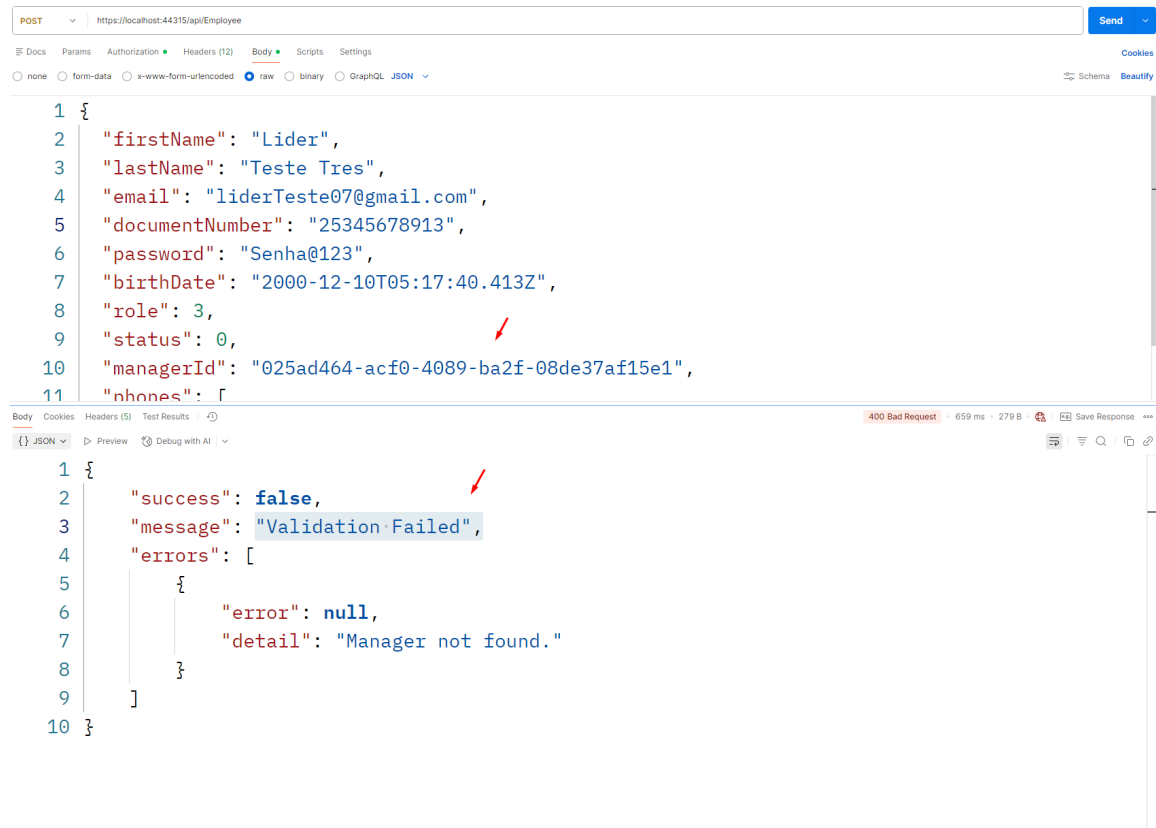 POST https://localhost:44315/api/Employee Send
Docs Params Authorization Headers (12) Body Scripts Settings Cookies
none form-data x-www-form-urlencoded raw binary GraphQL JSON Schema Beautify
1 {
2 "firstName": "Lider",
3 "lastName": "Teste Tres",
4 "email": "liderTeste07@gmail.com",
5 "documentNumber": "25345678913",
6 "password": "Senha@123",
7 "birthDate": "2000-12-10T05:17:40.413Z",
8 "role": 3,
9 "status": 0,
10 "managerId": "025ad464-acf0-4089-ba2f-08de37af15e1",
11 "phones": [
Body Cookies Headers (5) Test Results 400 Bad Request • 659 ms • 279 B • Save Response
{} JSON Preview Debug with AI
1 {
2 "success": false,
3 "message": "Validation Failed",
4 "errors": [
5 {
6 "error": null,
7 "detail": "Manager not found."
8 }
9 ]
10 }